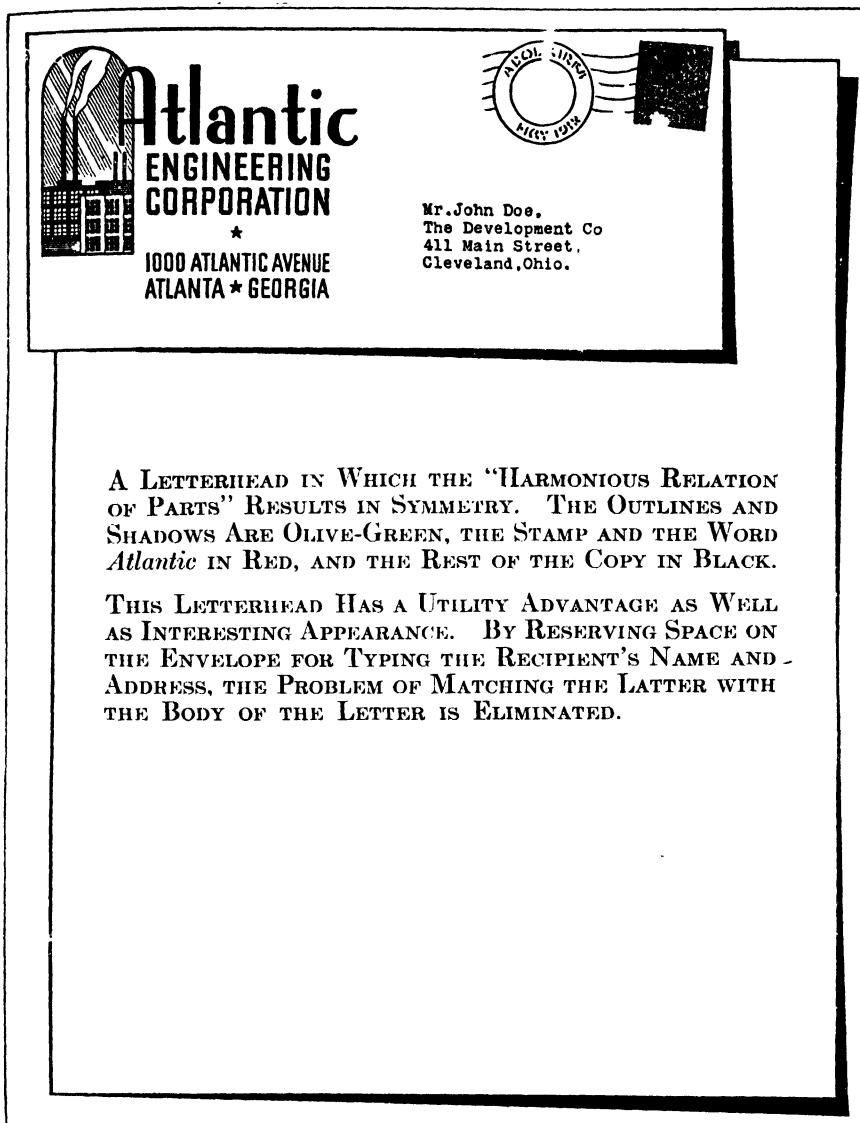 Atlantic
ENGINEERING
CORPORATION
★
1000 ATLANTIC AVENUE
ATLANTA ★ GEORGIA
MAY 1918
Mr.John Doe,
The Development Co
411 Main Street,
Cleveland,Ohio.
A LETTERHEAD IN WHICH THE “HARMONIOUS RELATION
OF PARTS” RESULTS IN SYMMETRY. THE OUTLINES AND
SHADOWS ARE OLIVE-GREEN, THE STAMP AND THE WORD
Atlantic IN RED, AND THE REST OF THE COPY IN BLACK.
THIS LETTERHEAD HAS A UTILITY ADVANTAGE AS WELL
AS INTERESTING APPEARANCE. BY RESERVING SPACE ON
THE ENVELOPE FOR TYPING THE RECIPIENT’S NAME AND
ADDRESS, THE PROBLEM OF MATCHING THE LATTER WITH
THE BODY OF THE LETTER IS ELIMINATED.